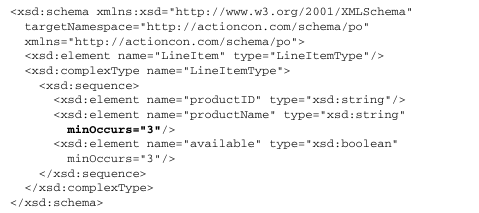 <xsd:schema xmlns:xsd="http://www.w3.org/2001/XMLSchema"
  targetNamespace="http://actioncon.com/schema/po"
  xmlns="http://actioncon.com/schema/po">
  <xsd:element name="LineItem" type="LineItemType"/>
  <xsd:complexType name="LineItemType">
    <xsd:sequence>
      <xsd:element name="productID" type="xsd:string"/>
      <xsd:element name="productName" type="xsd:string"
        minOccurs="3"/>
      <xsd:element name="available" type="xsd:boolean"
        minOccurs="3"/>
    </xsd:sequence>
  </xsd:complexType>
</xsd:schema>